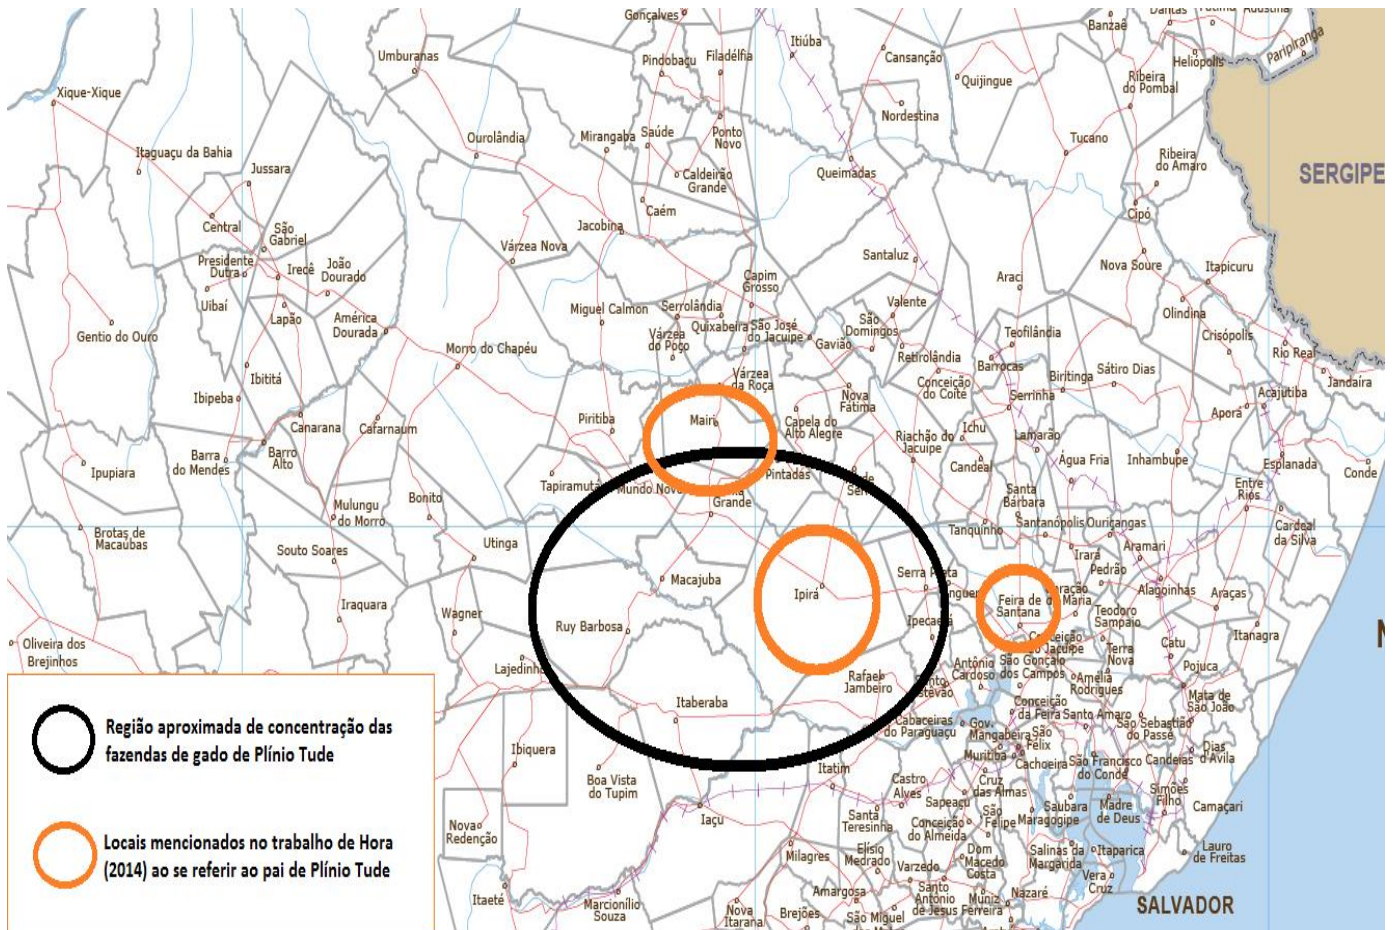 Gonçalves
Dantas
Banzaê
Paripiranga
Umburanas
Pindobaçu
Filadélfia
Itiúba
Cansanção
Quijingue
Heliópolis
Ribeira
do Pombal
Xique-Xique
Nordestina
Ourolândia
Mirangaba
Saúde
Ponto
Novo
Tucano
Itaguaçu da Bahia
Jussara
Caldeirão
Grande
Queimadas
Ribeira
do Amaro
SERGIPE
Central
São
Gabriel
Caém
Jacobina
Cipó
Várzea Nova
Presidente
Dutra
Irecê
João
Dourado
Santaluz
Nova Soure
Itapicuru
Uibaí
Capim
Grosso
Araci
Lapão
América
Dourada
Miguel Calmon
Serrolândia
Valente
Gentio do Ouro
Várzea
do Poço
Quixabeira
São José
do Jacuipe
São
Domingos
Gavião
Teofilândia
Olindina
Crisópolis
Morro do Chapéu
Retirolândia
Barrocas
Rio Real
Ibititá
Várzea
da Roça
Conceição
do Coité
Biritinga
Sátiro Dias
Jandaíra
Ibipeba
Nova
Fátima
Serrinha
Acajutiba
Canarana
Cafarnaum
Piritiba
Mairi
Capela do
Alto Alegre
Riachão do
Jacuipe
Ichu
Lamarão
Aporá
Ipupiara
Barra
do Mendes
Barro
Alto
Candeal
Água Fria
Inhambupe
Esplanada
Conde
Tapiramutá
Mundo Novo
Pintadas
Mulungu
do Morro
Bonito
Grande
Santa
Bárbara
Entre
Rios
Brotas de
Macaubas
Tanquinho
Santanópolis
Ouriçangas
Cardeal
da Silva
Souto Soares
Utinga
Irará
Aramari
Macajuba
Serra Preta
Pedrão
Alagoinhas
Iraquara
Wagner
Ipirá
Feira de
Santana
Maria
Araças
Ruy Barbosa
Ipecaetá
Teodoro
Sampaio
Catu
Itanagra
Oliveira dos
Brejinhos
Lajedinho
Conceição
do Jacuipe
Terra
Nova
Pojuca
Rafael
Jambeiro
Antônio
Cardoso
São Gonçalo
dos Campos
Amélia
Rodrigues
Mata de
São João
Itaberaba
Cabaceiras
do Paraguaçu
Conceição
da Feira
Santo Amaro
São Sebastião
do Passé
Região aproximada de concentração das
fazendas de gado de Plínio Tude
Gov.
Mangabeira
São
Félix
Ibiquera
Muritiba
Cachoeira
São Francisco
do Conde
Candeias
Dias
D'Ávila
Boa Vista
do Tupim
Itatim
Castro
Alves
Cruz
das Almas
Simões
Filho
Camaçari
Iaçu
Sapeaçu
São
Felipe
Saubara
Maragogipe
Madre
de Deus
Nova
Redenção
Santa
Teresinha
Conceição
do Almeida
Locais mencionados no trabalho de Hora
(2014) ao se referir ao pai de Plínio Tude
Milagres
Elísio
Medrado
Varzedo
Dom
Macedo
Costa
Salinas da
Margarida
Itaparica
Lauro
de Freitas
Itaeté
Marcionílio
Souza
Amargosa
Santo
Antônio
de Jesus
Muniz
Ferreira
Nazaré
Vera
Cruz
Nova
Itarana
Brejões
São Miguel
SALVADOR